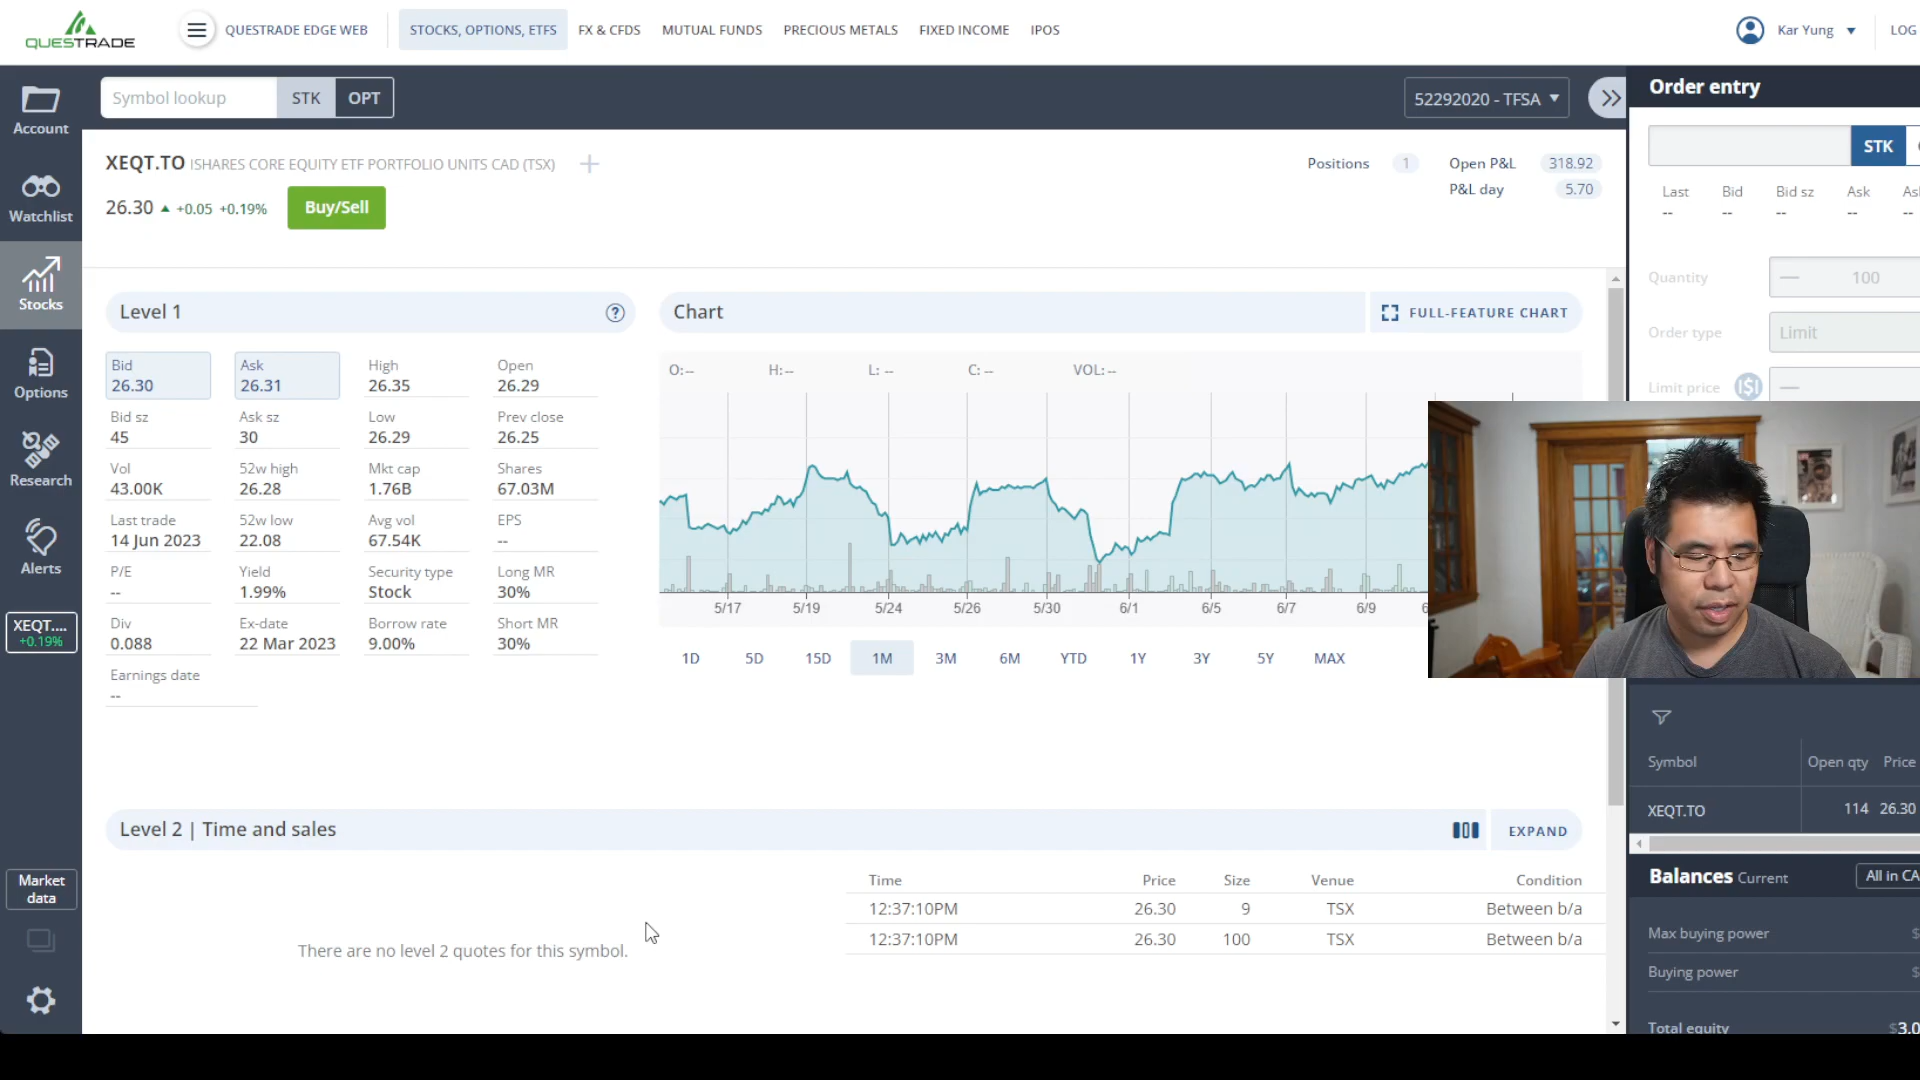 QUESTRADE
QUESTRADE EDGE WEB
STOCKS, OPTIONS, ETFS
FX & CFDS
MUTUAL FUNDS
PRECIOUS METALS
FIXED INCOME
IPOS
Kar Yung
LOG
Account
Watchlist
Stocks
Options
Research
Alerts
XEQT....
+0.19%
Market
data
Symbol lookup STK OPT
52292020 - TFSA
XEQT.TO ISHARES CORE EQUITY ETF PORTFOLIO UNITS CAD (TSX)
26.30 +0.05 +0.19% Buy/Sell
Positions 1 Open P&L 318.92
P&L day 5.70
Level 1
Bid Ask High Open
26.30 26.31 26.35 26.29
Bid sz Ask sz Low Prev close
45 30 26.29 26.25
Vol 52w high Mkt cap Shares
43.00K 26.28 1.76B 67.03M
Last trade 52w low Avg vol EPS
14 Jun 2023 22.08 67.54K --
P/E Yield Security type Long MR
-- 1.99% Stock 30%
Div Ex-date Borrow rate Short MR
0.088 22 Mar 2023 9.00% 30%
Earnings date
--
Chart
FULL-FEATURE CHART
O:-- H:-- L: -- C: -- VOL:--
5/17 5/19 5/24 5/26 5/30 6/1 6/5 6/7 6/9
1D 5D 15D 1M 3M 6M YTD 1Y 3Y 5Y MAX
Level 2 | Time and sales
EXPAND
There are no level 2 quotes for this symbol.
Time Price Size Venue Condition
12:37:10PM 26.30 9 TSX Between b/a
12:37:10PM 26.30 100 TSX Between b/a
Order entry
STK
Last Bid Bid sz Ask
-- -- -- -- --
Quantity — 100
Order type Limit
Limit price —
Symbol Open qty Price
XEQT.TO 114 26.30
Balances Current All in CA
Max buying power $
Buying power $
Total equity $3,0